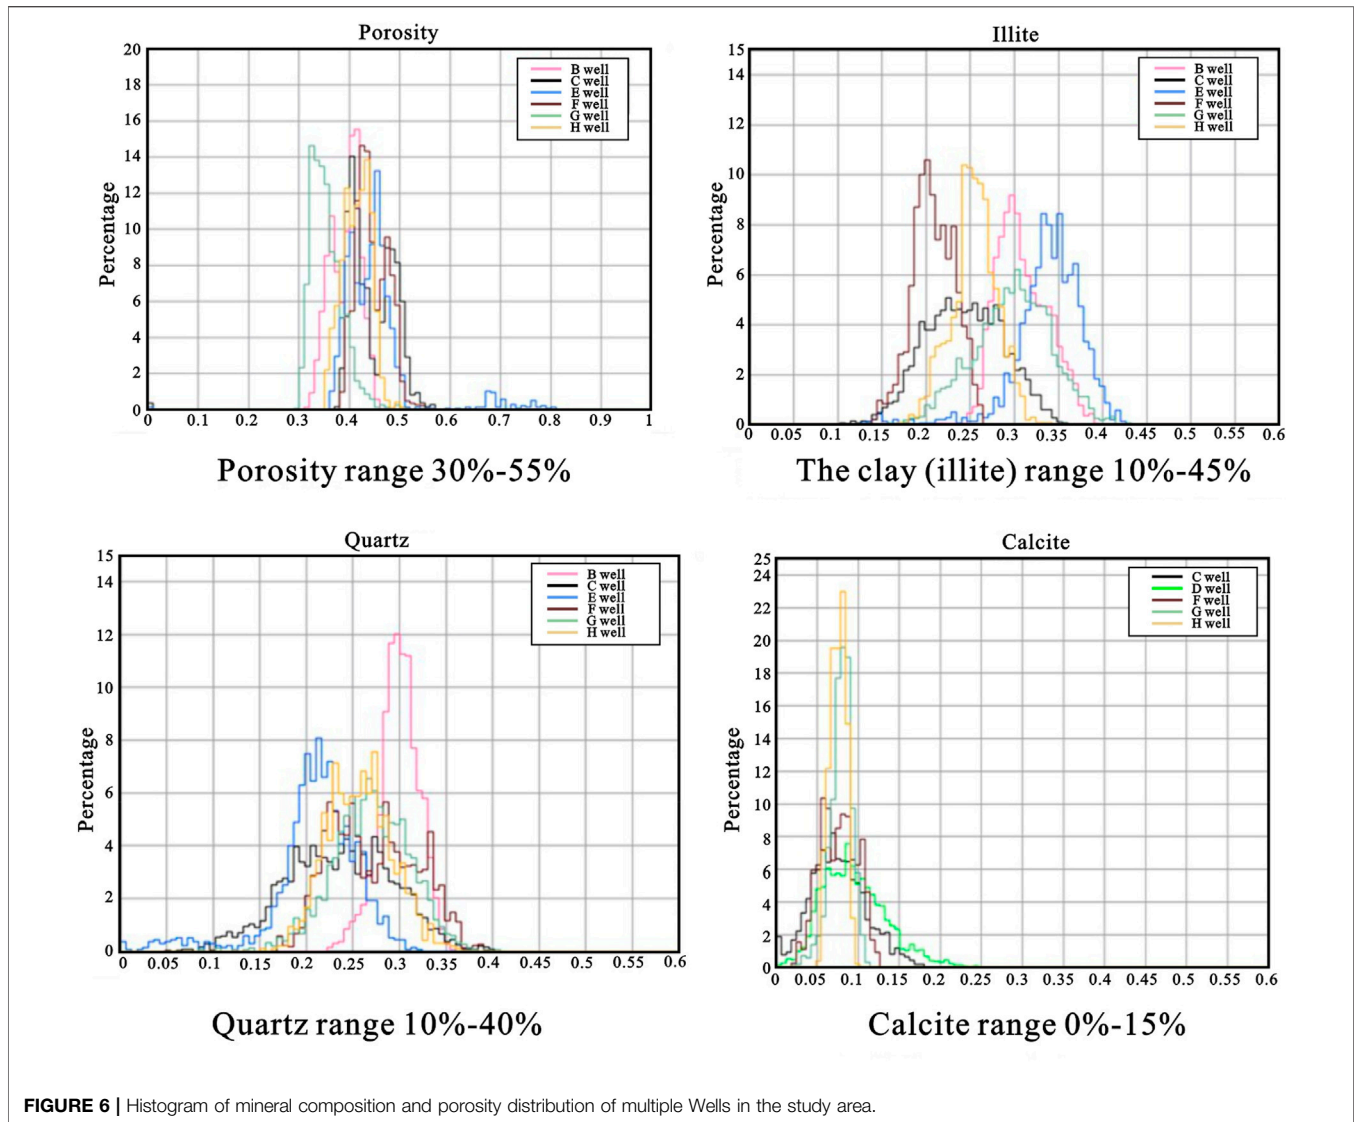 Porosity
20
18
16
14
12
10
8
6
4
2
0
Percentage
B well
C well
E well
F well
G well
H well
0 0.1 0.2 0.3 0.4 0.5 0.6 0.7 0.8 0.9 1
Porosity range 30%-55%
Illite
15
14
12
10
8
6
4
2
0
Percentage
B well
C well
E well
F well
G well
H well
0 0.05 0.1 0.15 0.2 0.25 0.3 0.35 0.4 0.45 0.5 0.55 0.6
The clay (illite) range 10%-45%
Quartz
15
14
12
10
8
6
4
2
0
Percentage
B well
C well
E well
F well
G well
H well
0 0.05 0.1 0.15 0.2 0.25 0.3 0.35 0.4 0.45 0.5 0.55 0.6
Quartz range 10%-40%
Calcite
25
24
22
20
18
16
14
12
10
8
6
4
2
0
Percentage
C well
D well
F well
G well
H well
0 0.05 0.1 0.15 0.2 0.25 0.3 0.35 0.4 0.45 0.5 0.55 0.6
Calcite range 0%-15%
FIGURE 6 | Histogram of mineral composition and porosity distribution of multiple Wells in the study area.